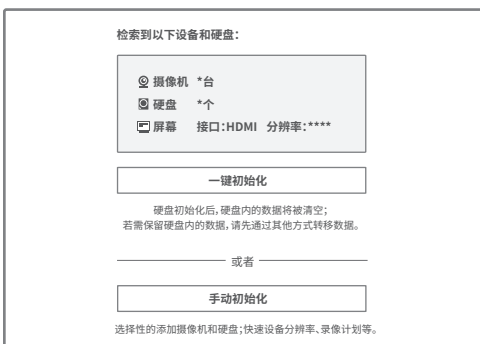 检索到以下设备和硬盘：
摄像机 *台
硬盘 *个
屏幕 接口：HDMI 分辨率：****
一键初始化
硬盘初始化后，硬盘内的数据将被清空；
若需保留硬盘内的数据，请先通过其他方式转移数据。
或者
手动初始化
选择性的添加摄像机和硬盘；快速设备分辨率、录像计划等。